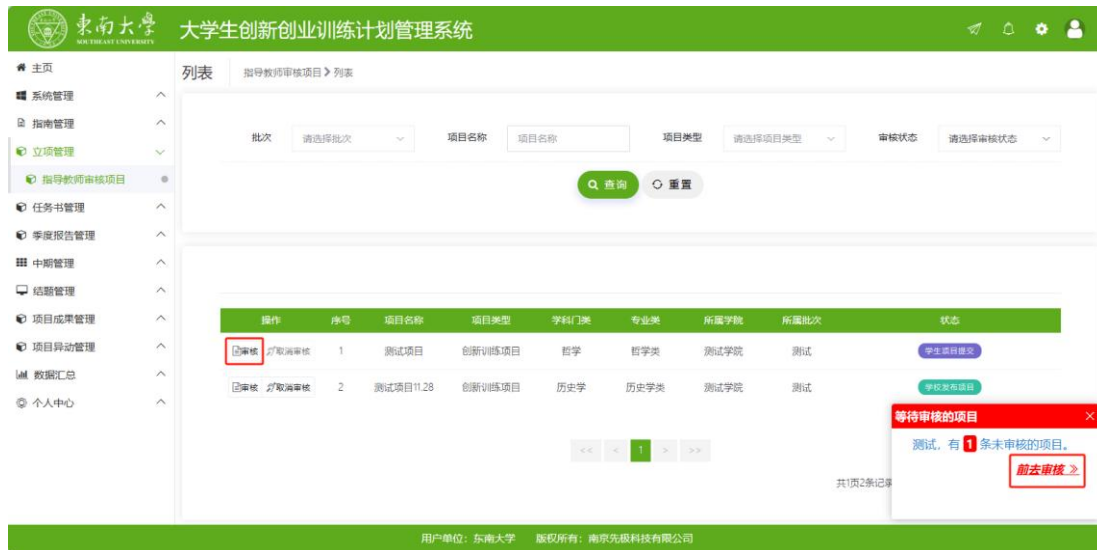 東南大學 大学生创新创业训练计划管理系统
SOUTHEAST UNIVERSITY
主页
系统管理
指南管理
立项管理
指导教师审核项目
任务书管理
季度报告管理
中期管理
结题管理
项目成果管理
项目异动管理
数据汇总
个人中心
列表 指导教师审核项目 > 列表
批次 请选择批次 项目名称 项目名称 项目类型 请选择项目类型 审核状态 请选择审核状态
查询 重置
操作 序号 项目名称 项目类型 学科门类 专业类 所属学院 所属批次 状态
审核 取消审核 1 测试项目 创新训练项目 哲学 哲学类 测试学院 测试 学生项目提交
审核 取消审核 2 测试项目11.28 创新训练项目 历史学 历史学类 测试学院 测试 学校发布项目
<< < 1 > >>
共1页2条记录
等待审核的项目 ×
测试，有 1 条未审核的项目。
前去审核 》
用户单位：东南大学 版权所有：南京先极科技有限公司